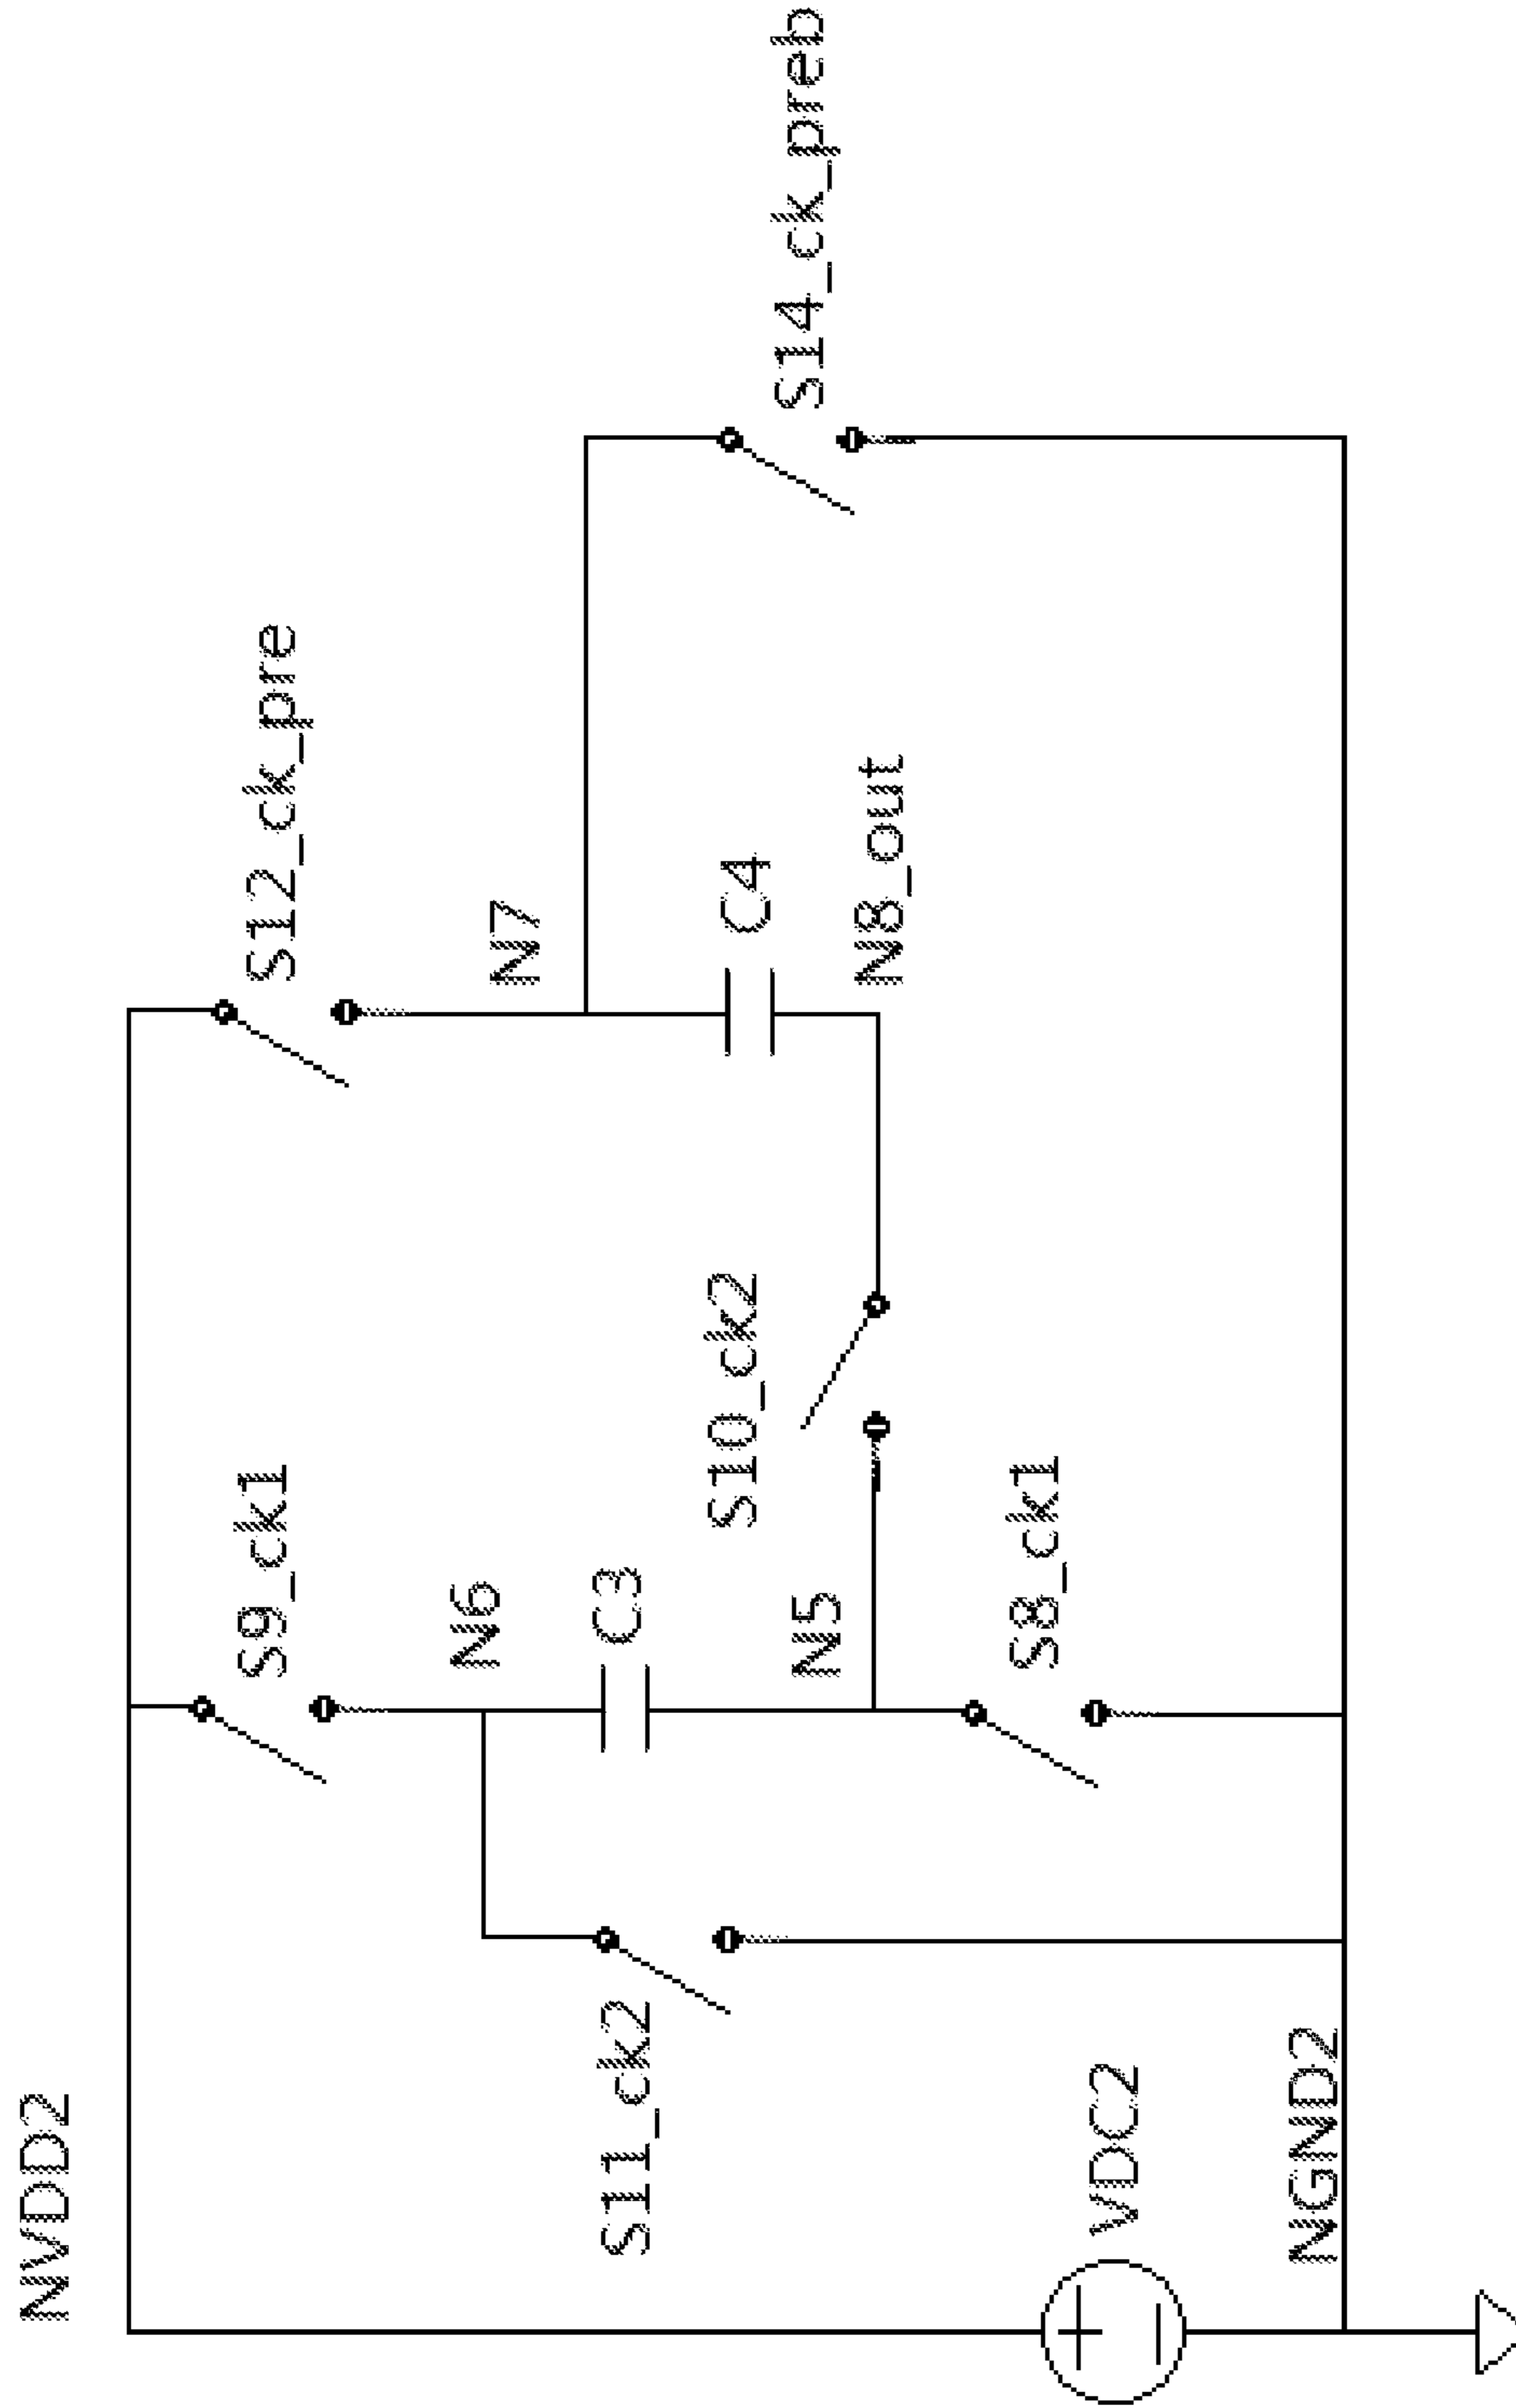 NVDD2
S9_ck1
S12_ck_pre
N6
N7
S11_ck2
C3
S10_ck2
C4
S14_ck_preb
N5
N8_out
S8_ck1
VDC2
NGND2